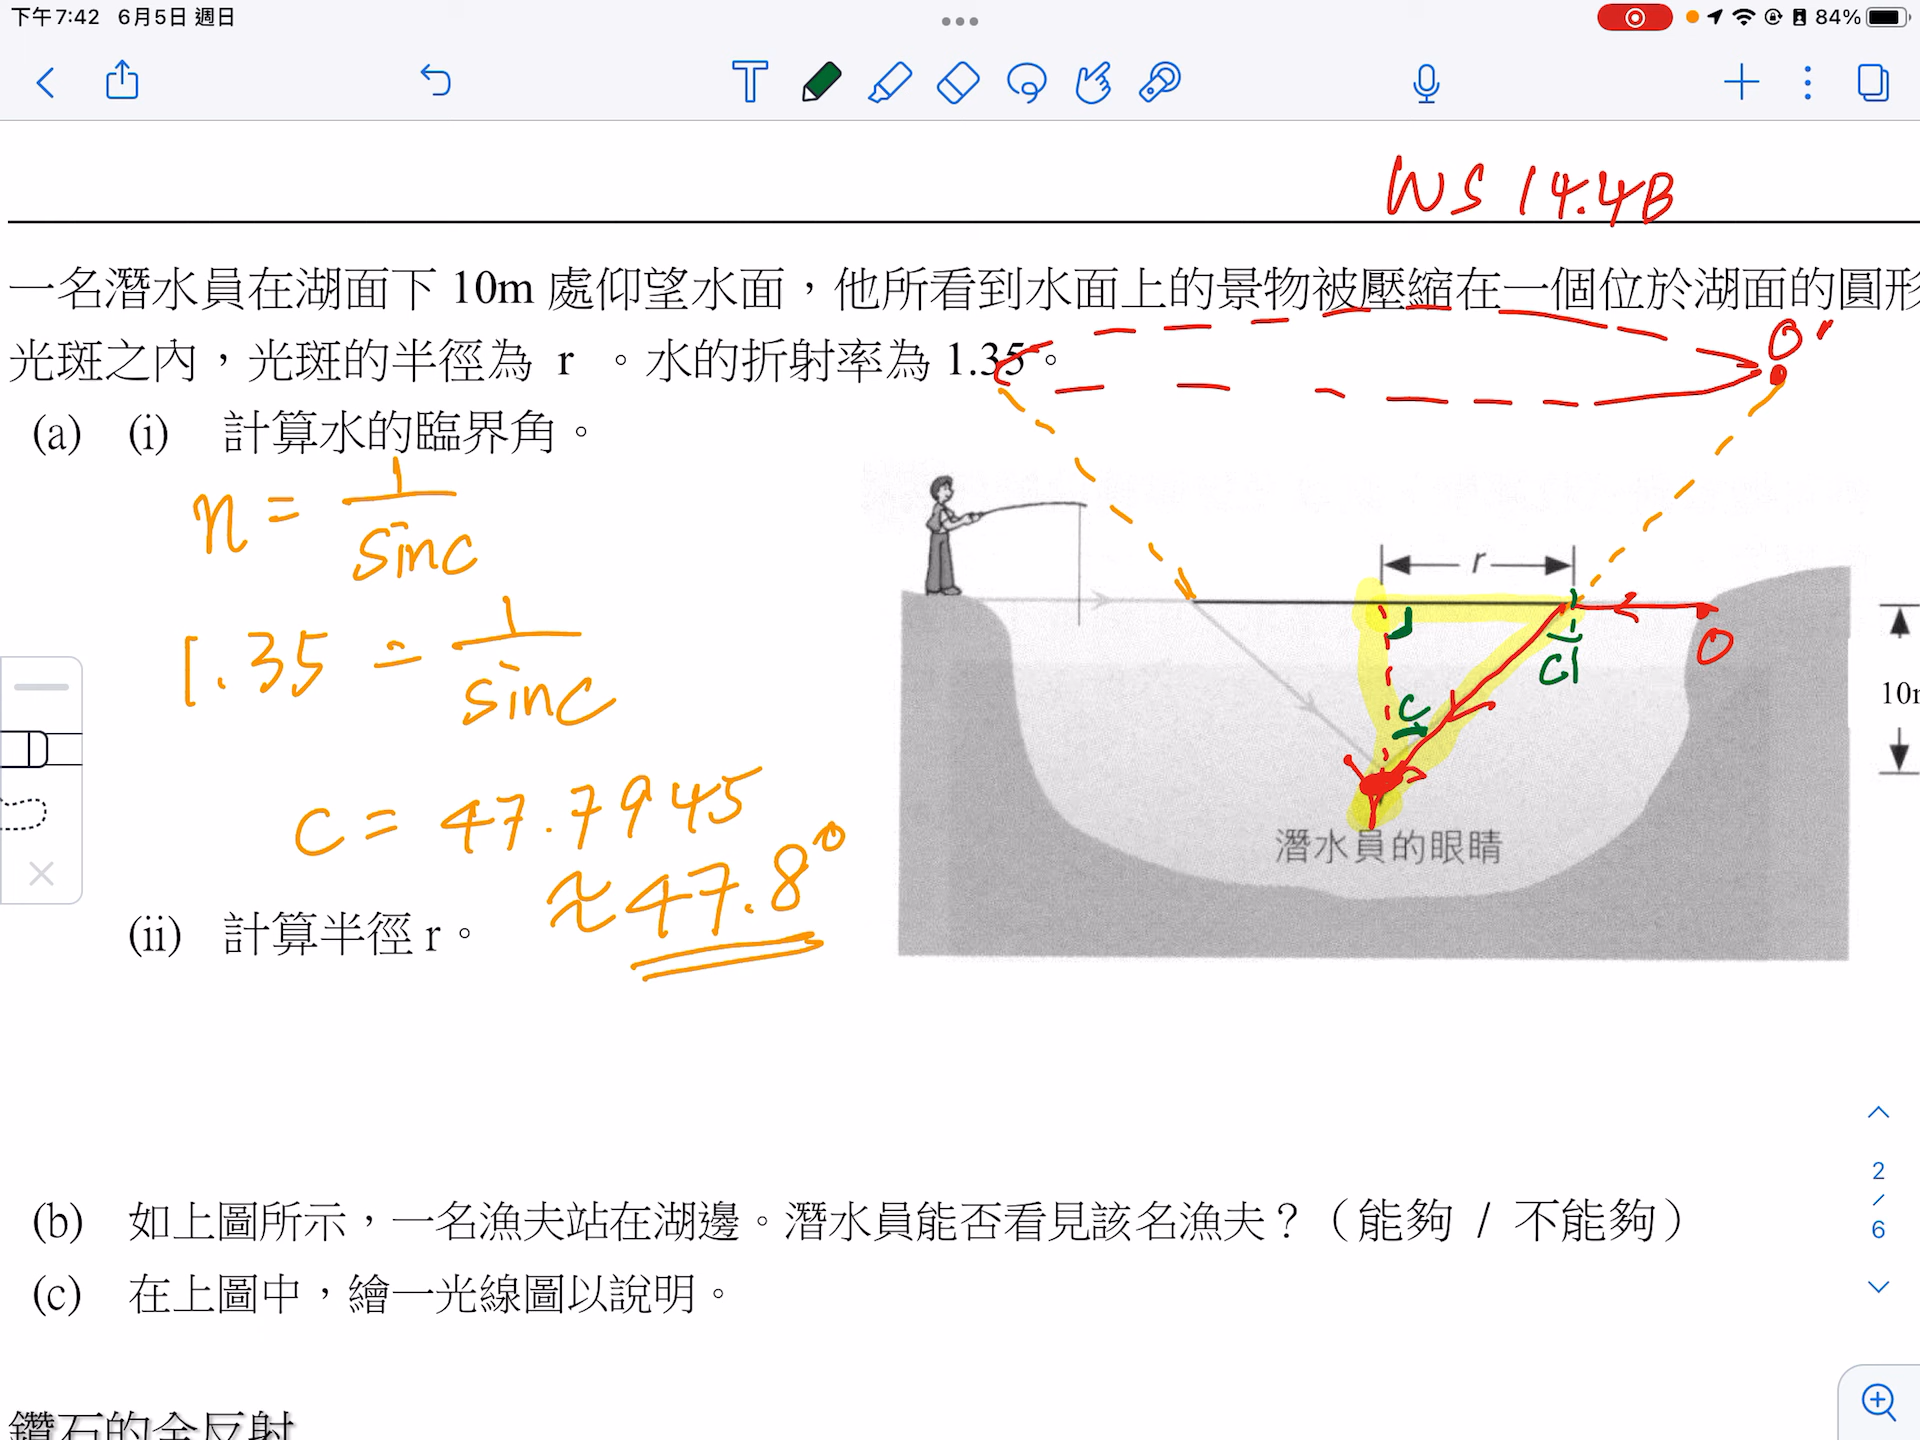 下午7:42 6月5日 週日
84%
WS 14.4B
一名潛水員在湖面下 10m 處仰望水面，他所看到水面上的景物被壓縮在一個位於湖面的圓形
光斑之內，光斑的半徑為 r 。水的折射率為 1.35。
O'
(a) (i) 計算水的臨界角。
n = 1/sinc
r
1.35 = 1/sinc
O
c
c
10m
c = 47.7945
≈ 47.8°
潛水員的眼睛
(ii) 計算半徑 r。
2
/
6
(b) 如上圖所示，一名漁夫站在湖邊。潛水員能否看見該名漁夫？（能夠 / 不能夠）
(c) 在上圖中，繪一光線圖以說明。
鑽石的全反射